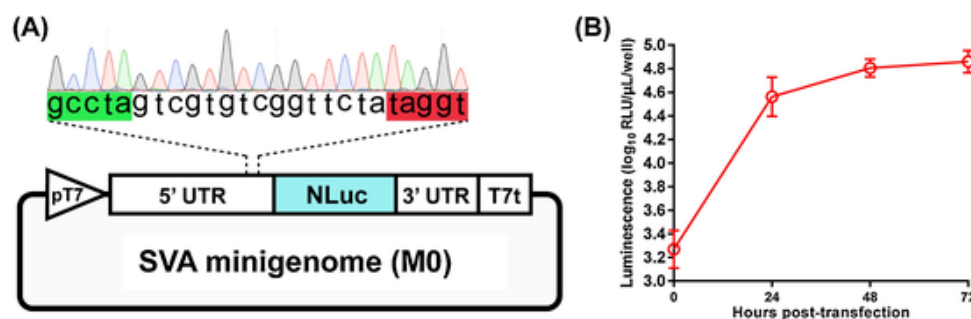 (A)
gcctagtcgtgtcggttctataggt
pT7
5' UTR
NLuc
3' UTR
T7t
SVA minigenome (M0)
(B)
Luminescence (log10 RLU/µL/well)
5.0
4.8
4.6
4.4
4.2
4.0
3.8
3.6
3.4
3.2
3.0
0
24
48
Hours post-transfection